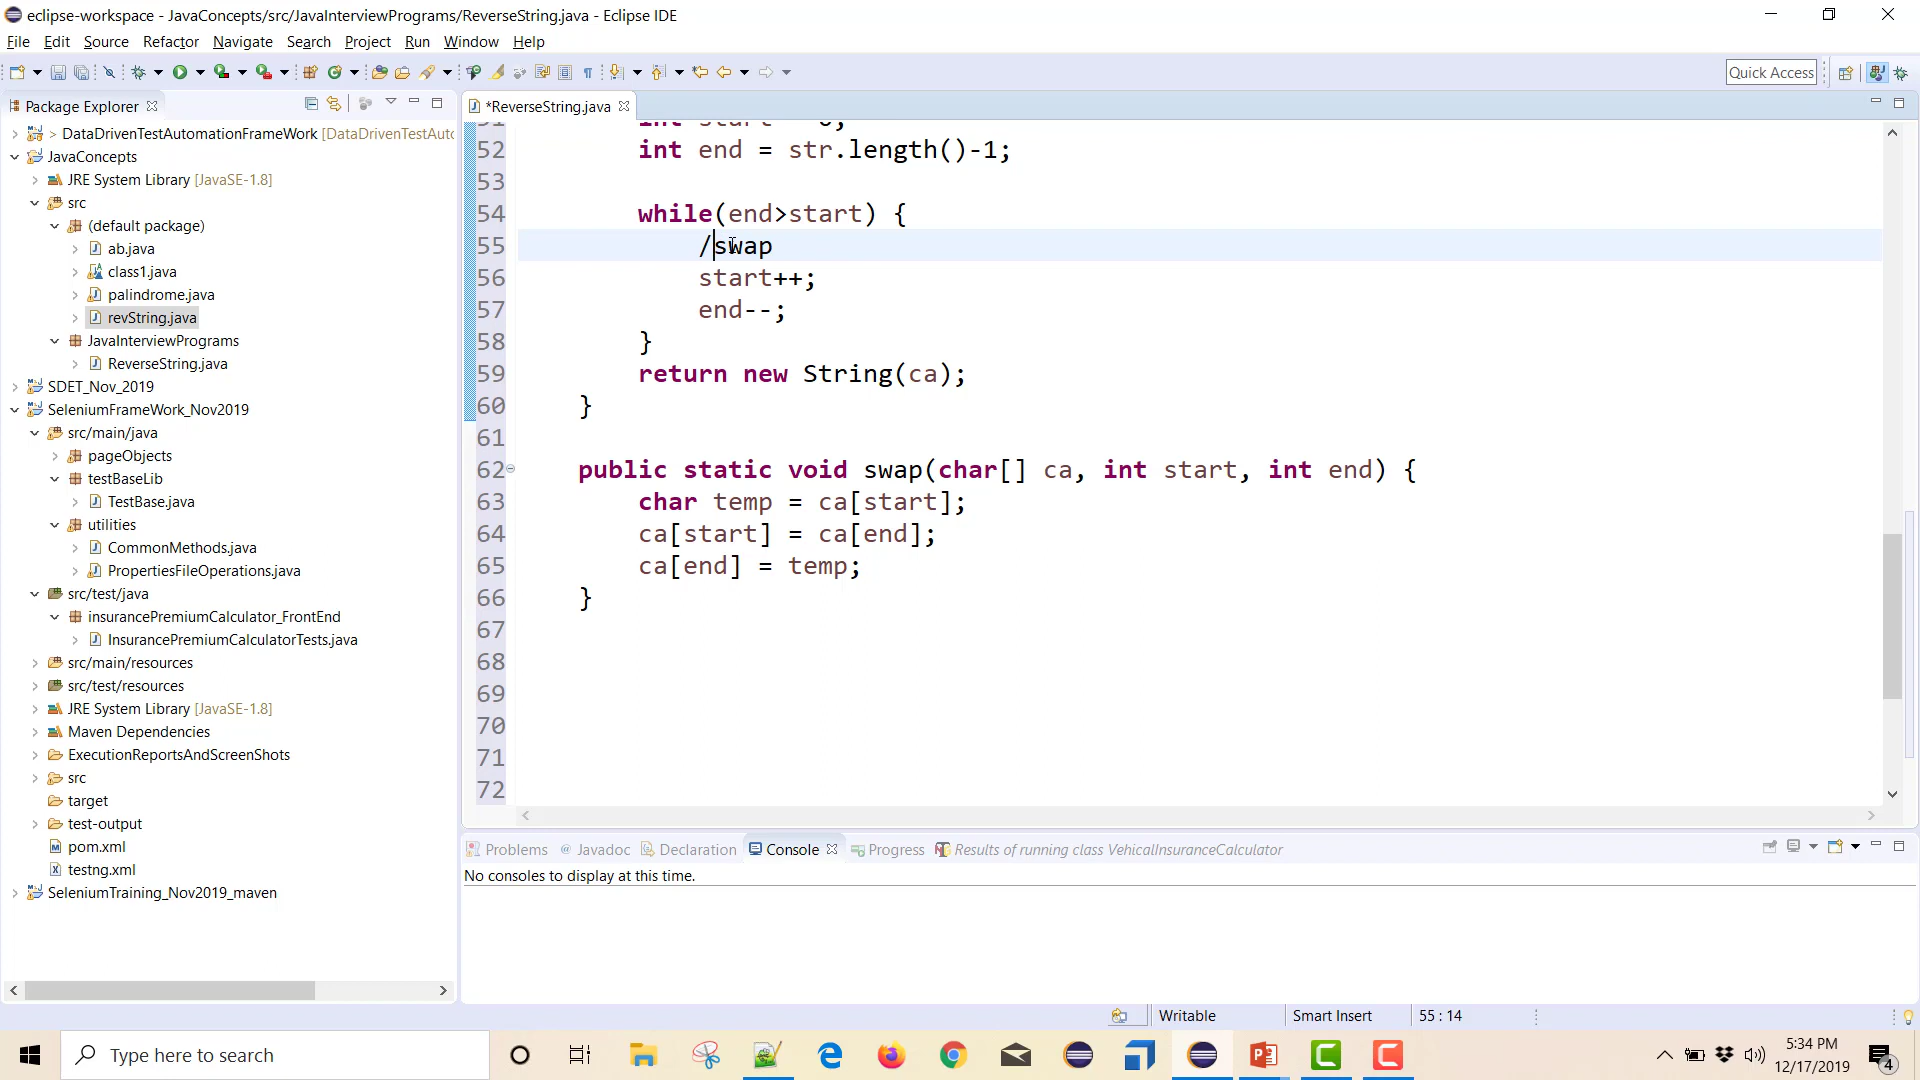 eclipse-workspace - JavaConcepts/src/JavaInterviewPrograms/ReverseString.java - Eclipse IDE
File Edit Source Refactor Navigate Search Project Run Window Help
Quick Access
Package Explorer
> DataDrivenTestAutomationFrameWork [DataDrivenTestAuto
JavaConcepts
JRE System Library [JavaSE-1.8]
src
(default package)
ab.java
class1.java
palindrome.java
revString.java
JavaInterviewPrograms
ReverseString.java
SDET_Nov_2019
SeleniumFrameWork_Nov2019
src/main/java
pageObjects
testBaseLib
TestBase.java
utilities
CommonMethods.java
PropertiesFileOperations.java
src/test/java
insurancePremiumCalculator_FrontEnd
InsurancePremiumCalculatorTests.java
src/main/resources
src/test/resources
JRE System Library [JavaSE-1.8]
Maven Dependencies
ExecutionReportsAndScreenShots
src
target
test-output
pom.xml
testng.xml
SeleniumTraining_Nov2019_maven
*ReverseString.java
52 int end = str.length()-1;
53
54 while(end>start) {
55 /swap
56 start++;
57 end--;
58 }
59 return new String(ca);
60 }
61
62 public static void swap(char[] ca, int start, int end) {
63 char temp = ca[start];
64 ca[start] = ca[end];
65 ca[end] = temp;
66 }
67
68
69
70
71
72
Problems @ Javadoc Declaration Console Progress Results of running class VehicalInsuranceCalculator
No consoles to display at this time.
Writable Smart Insert 55 : 14
Type here to search
5:34 PM
12/17/2019
4